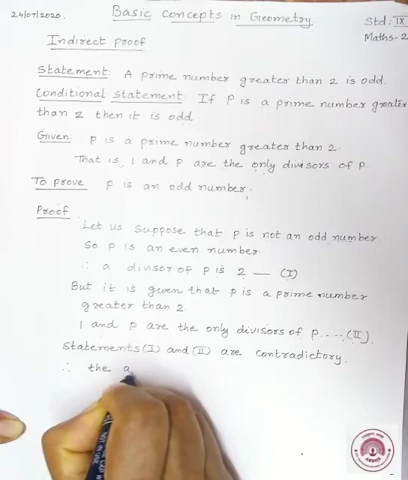 24/07/2020.
Basic Concepts in Geometry
Std: IX
Maths-2
Indirect proof
Statement: A prime number greater than 2 is odd.
Conditional statement: If P is a prime number greater
than 2 then it is odd.
Given: p is a prime number greater than 2.
That is, 1 and p are the only divisors of p.
To prove p is an odd number.
Proof
Let us suppose that p is not an odd number
So p is an even number.
∴ a divisor of p is 2 — (I)
But it is given that p is a prime number
greater than 2
1 and p are the only divisors of p....(II)
Statements (I) and (II) are contradictory.
∴ the a